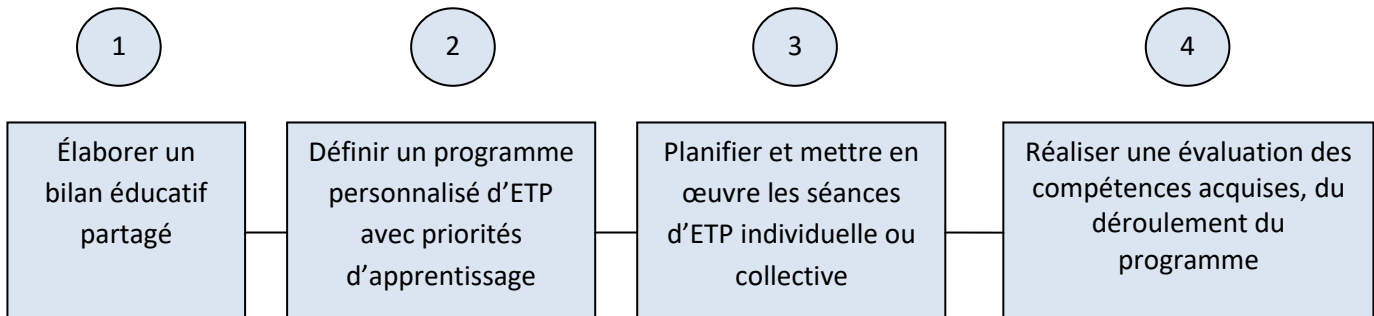 1
2
3
4
Élaborer un
bilan éducatif
partagé
Définir un programme
personnalisé d’ETP
avec priorités
d’apprentissage
Planifier et mettre en
œuvre les séances
d’ETP individuelle ou
collective
Réaliser une évaluation des
compétences acquises, du
déroulement du
programme